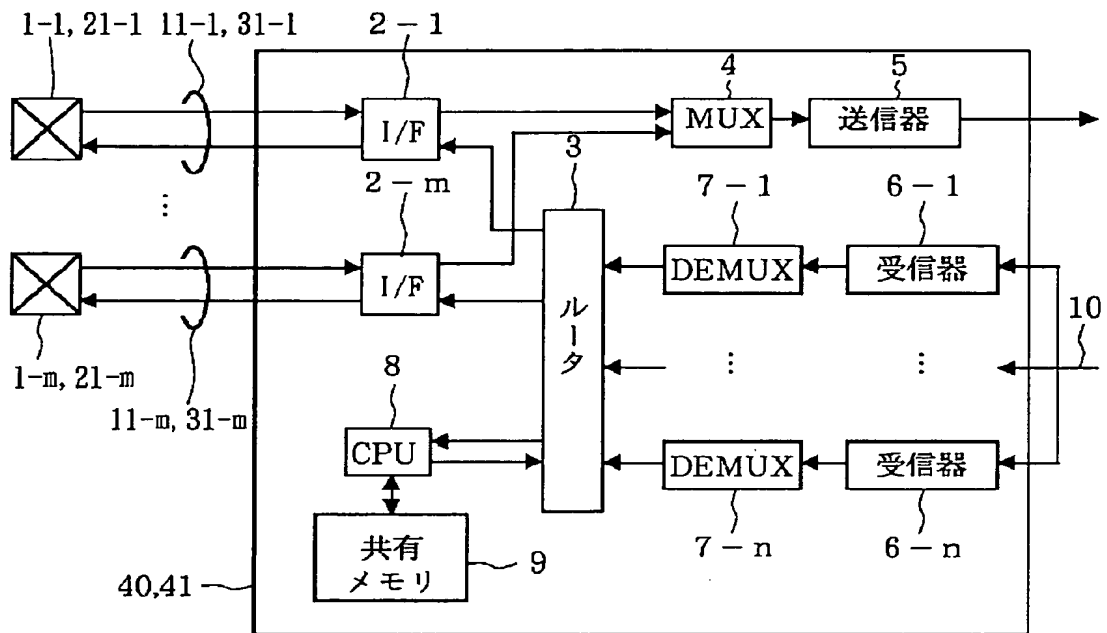 1-1, 21-1
11-1, 31-1
2-1
4
5
I/F
MUX
送信器
2-m
3
7-1
6-1
⋮
I/F
ルータ
DEMUX
受信器
10
1-m, 21-m
8
⋮
⋮
11-m, 31-m
CPU
DEMUX
受信器
共有
メモリ
9
7-n
6-n
40,41